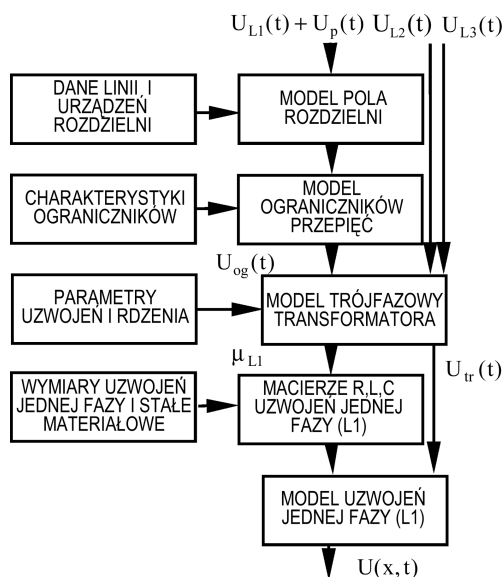 U_L1(t) + U_p(t) U_L2(t) U_L3(t)
DANE LINII, I
URZĄDZEŃ
ROZDZIELNI
MODEL POLA
ROZDZIELNI
CHARAKTERYSTYKI
OGRANICZNIKÓW
MODEL
OGRANICZNIKÓW
PRZEPIĘĆ
U_og(t)
PARAMETRY
UZWOJEŃ I RDZENIA
MODEL TRÓJFAZOWY
TRANSFORMATORA
μ_L1
U_tr(t)
WYMIARY UZWOJEŃ
JEDNEJ FAZY I STAŁE
MATERIAŁOWE
MACIERZE R,L,C
UZWOJEŃ JEDNEJ
FAZY (L1)
MODEL UZWOJEŃ
JEDNEJ FAZY (L1)
U(x,t)